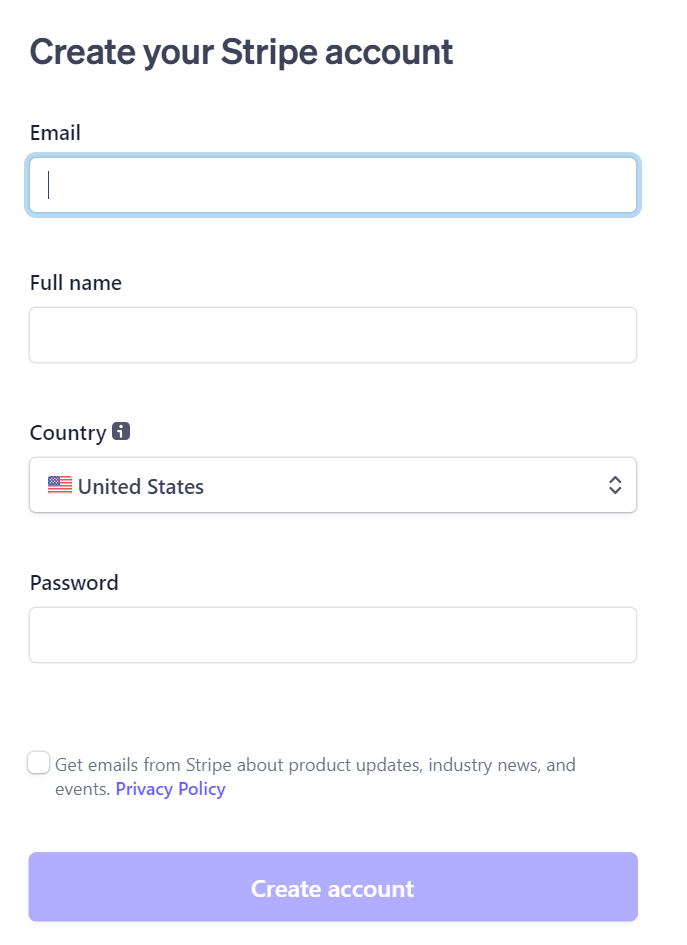 Create your Stripe account
Email
Full name
Country
United States
Password
Get emails from Stripe about product updates, industry news, and
events. Privacy Policy
Create account